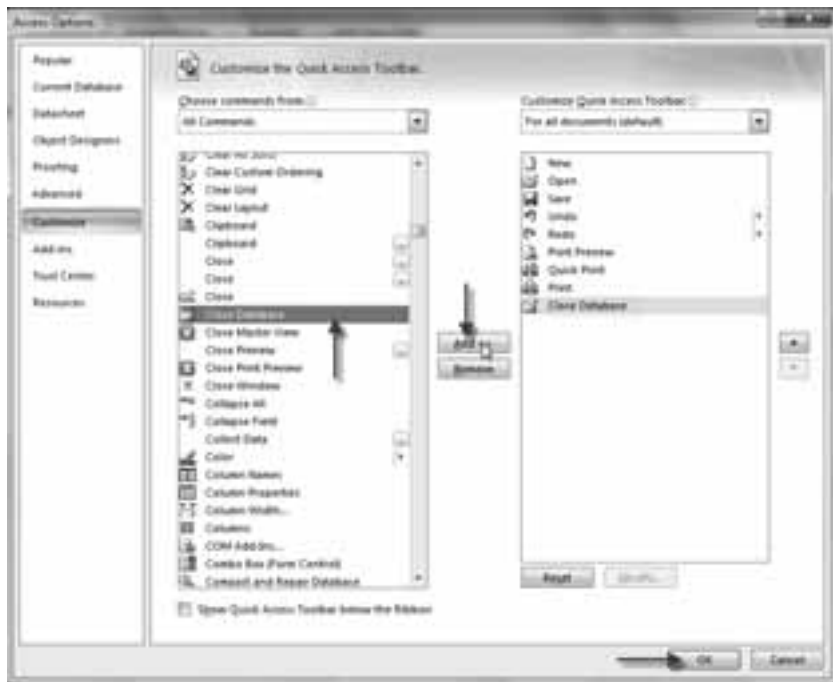 Access Options
Popular
Current Database
Datasheet
Object Designers
Proofing
Advanced
Customize
Add-Ins
Trust Center
Resources
Customize the Quick Access Toolbar.
Choose commands from:
All Commands
Clear Custom Ordering
Clear Grid
Clear Layout
Clipboard
Clipboard
Close
Close
Close
Close Database
Close Master View
Close Preview
Close Print Preview
Close Window
Collapse All
Collapse Field
Collect Data
Color
Column Names
Column Properties
Column Width...
Columns
COM Add-Ins...
Combo Box (Form Control)
Compact and Repair Database
Show Quick Access Toolbar below the Ribbon
Add >>
Remove
Customize Quick Access Toolbar:
For all documents (default)
New
Open
Save
Undo
Redo
Print Preview
Quick Print
Print
Close Database
Reset
Modify...
OK
Cancel